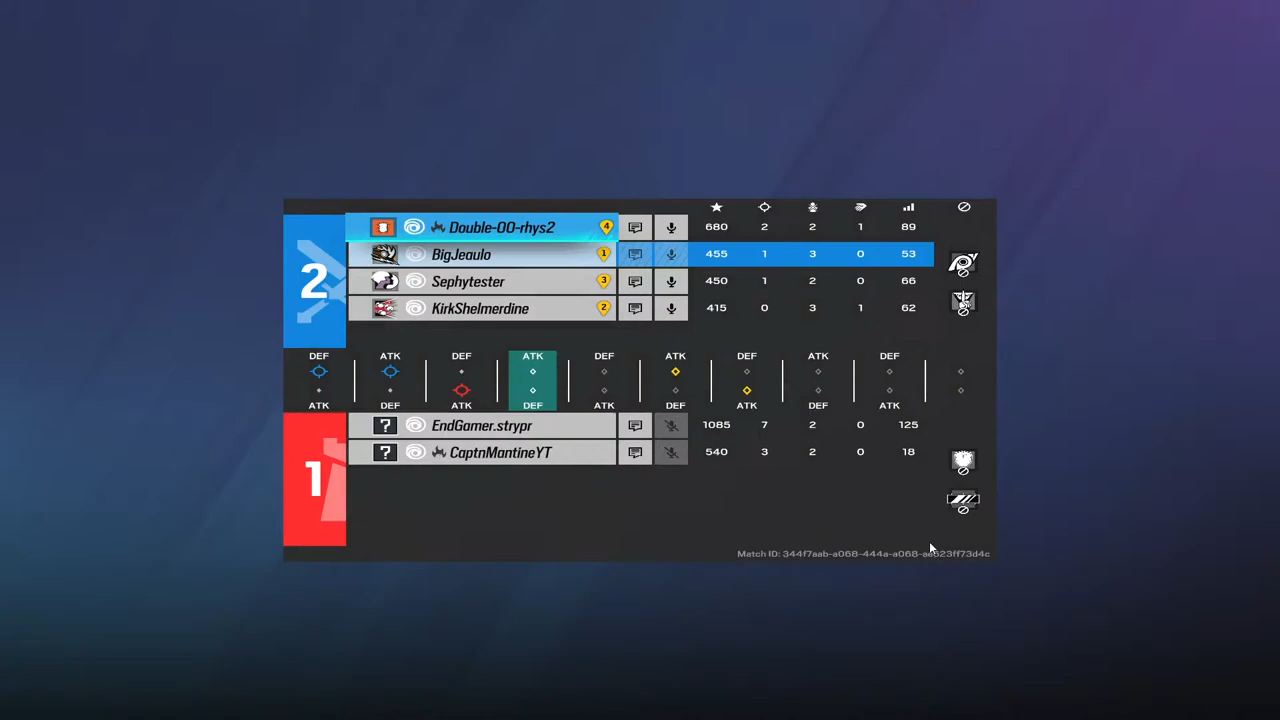 Double-OO-rhys2 4 680 2 2 1 89
2
BigJeaulo 1 455 1 3 0 53
Sephytester 3 450 1 2 0 66
KirkShelmerdine 2 415 0 3 1 62
DEF ATK DEF ATK DEF ATK DEF ATK DEF
ATK DEF ATK DEF ATK DEF ATK DEF ATK
1
? EndGamer.strypr 1085 7 2 0 125
? CaptnMantineYT 540 3 2 0 18
Match ID: 344f7aab-a068-444a-a068-ae623ff73d4c